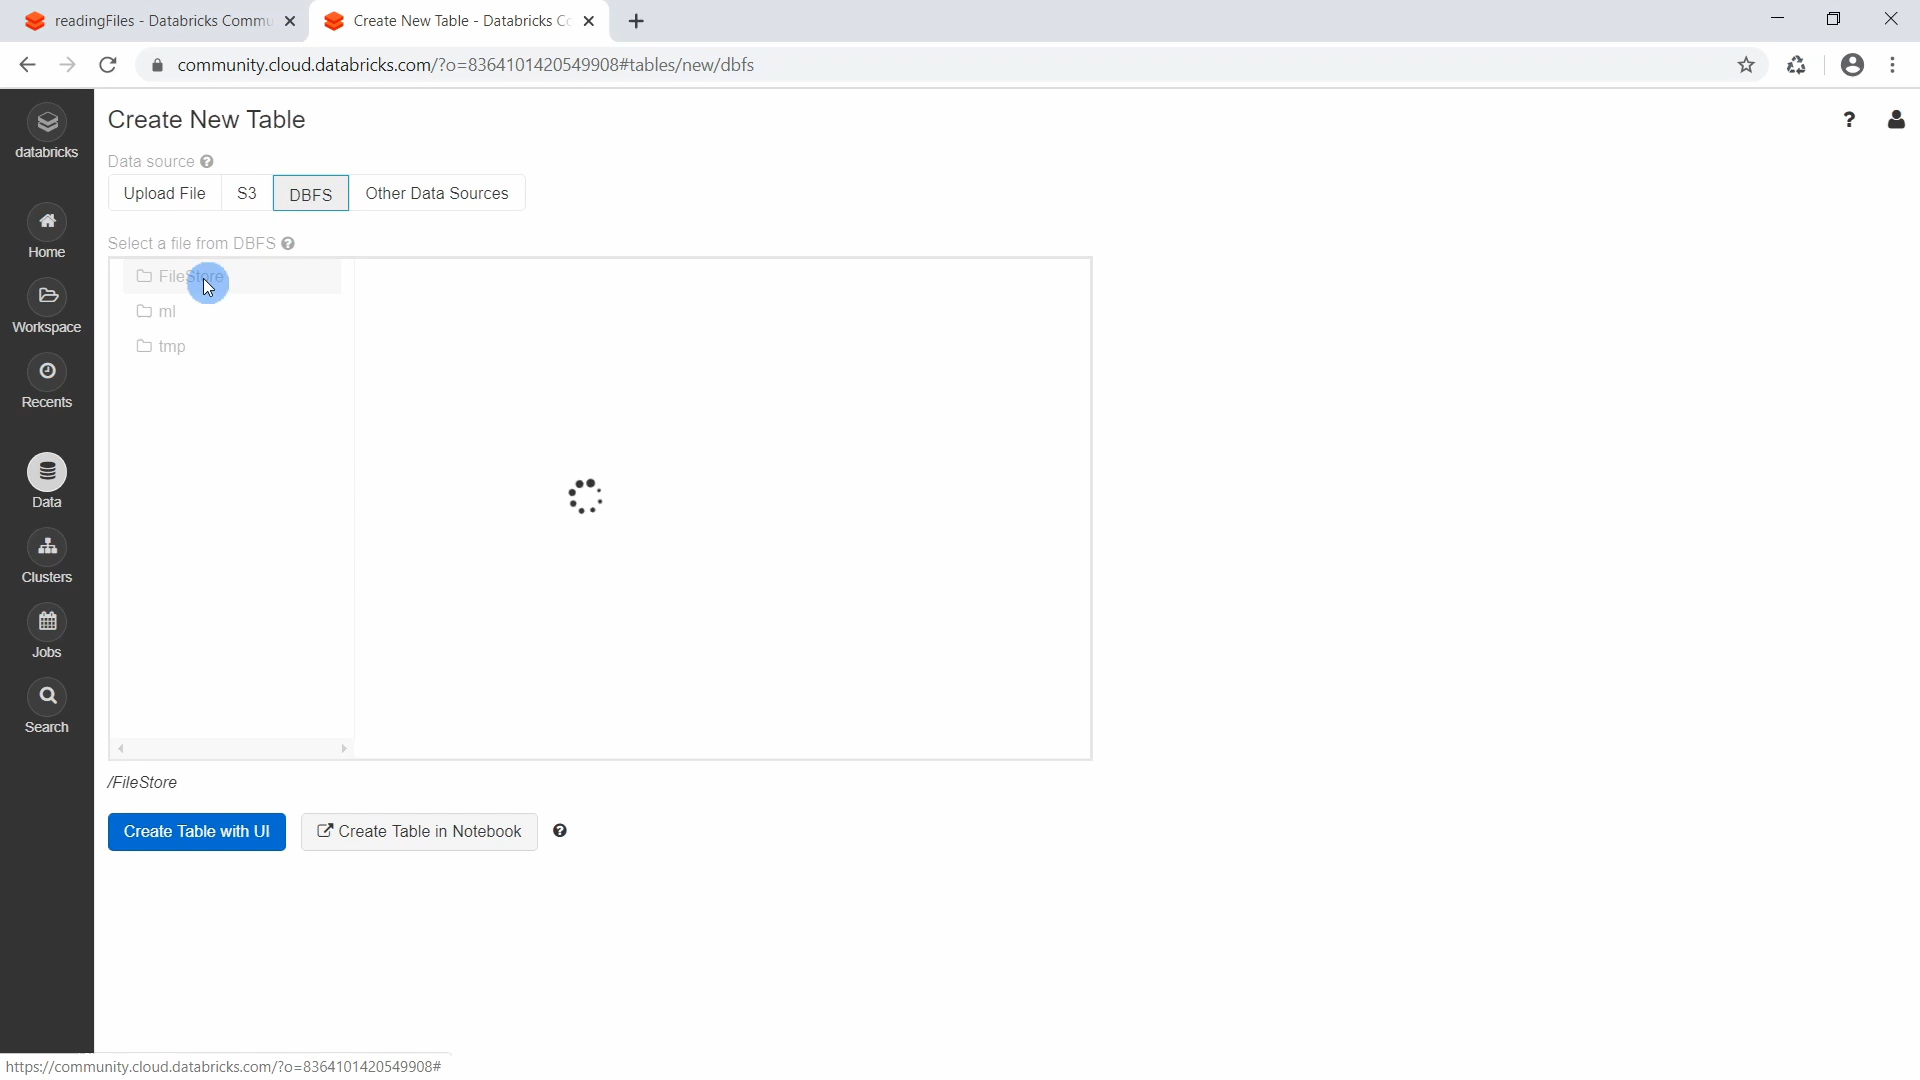 readingFiles - Databricks Commu
Create New Table - Databricks Co
community.cloud.databricks.com/?o=8364101420549908#tables/new/dbfs
databricks
Home
Workspace
Recents
Data
Clusters
Jobs
Search
Create New Table
?
Data source ?
Upload File
S3
DBFS
Other Data Sources
Select a file from DBFS ?
FileStore
ml
tmp
/FileStore
Create Table with UI
Create Table in Notebook
?
https://community.cloud.databricks.com/?o=8364101420549908#